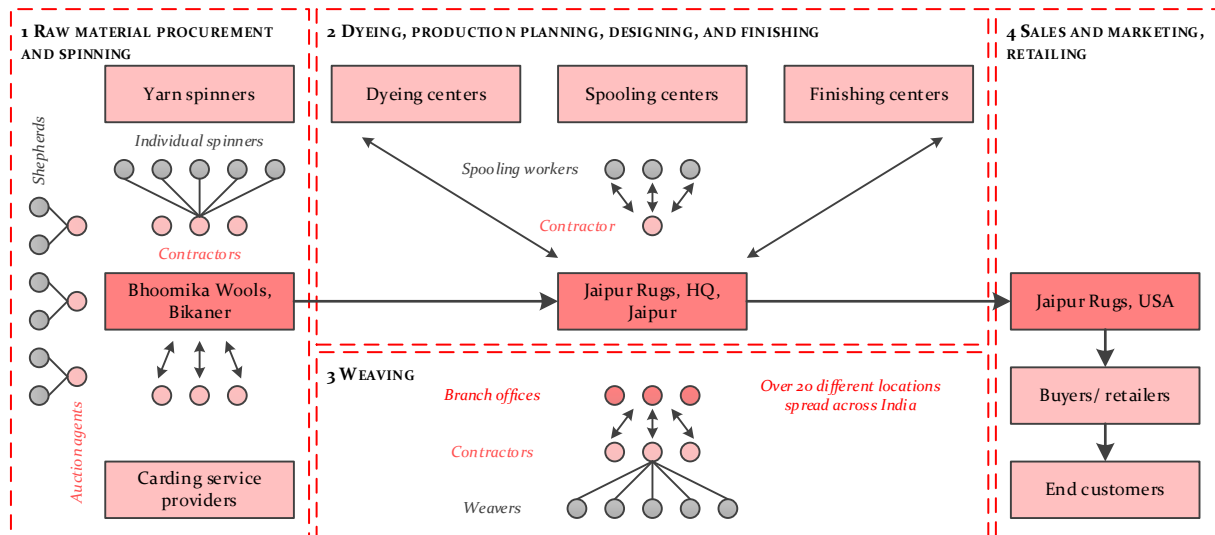 1 Raw material procurement
and spinning
Yarn spinners
Individual spinners
Shepherds
Contractors
Bhoomika Wools,
Bikaner
Auction agents
Carding service
providers
2 Dyeing, production planning, designing, and finishing
Dyeing centers
Spooling centers
Finishing centers
Spooling workers
Contractor
Jaipur Rugs, HQ,
Jaipur
3 Weaving
Branch offices
Over 20 different locations
spread across India
Contractors
Weavers
4 Sales and marketing,
retailing
Jaipur Rugs, USA
Buyers/ retailers
End customers